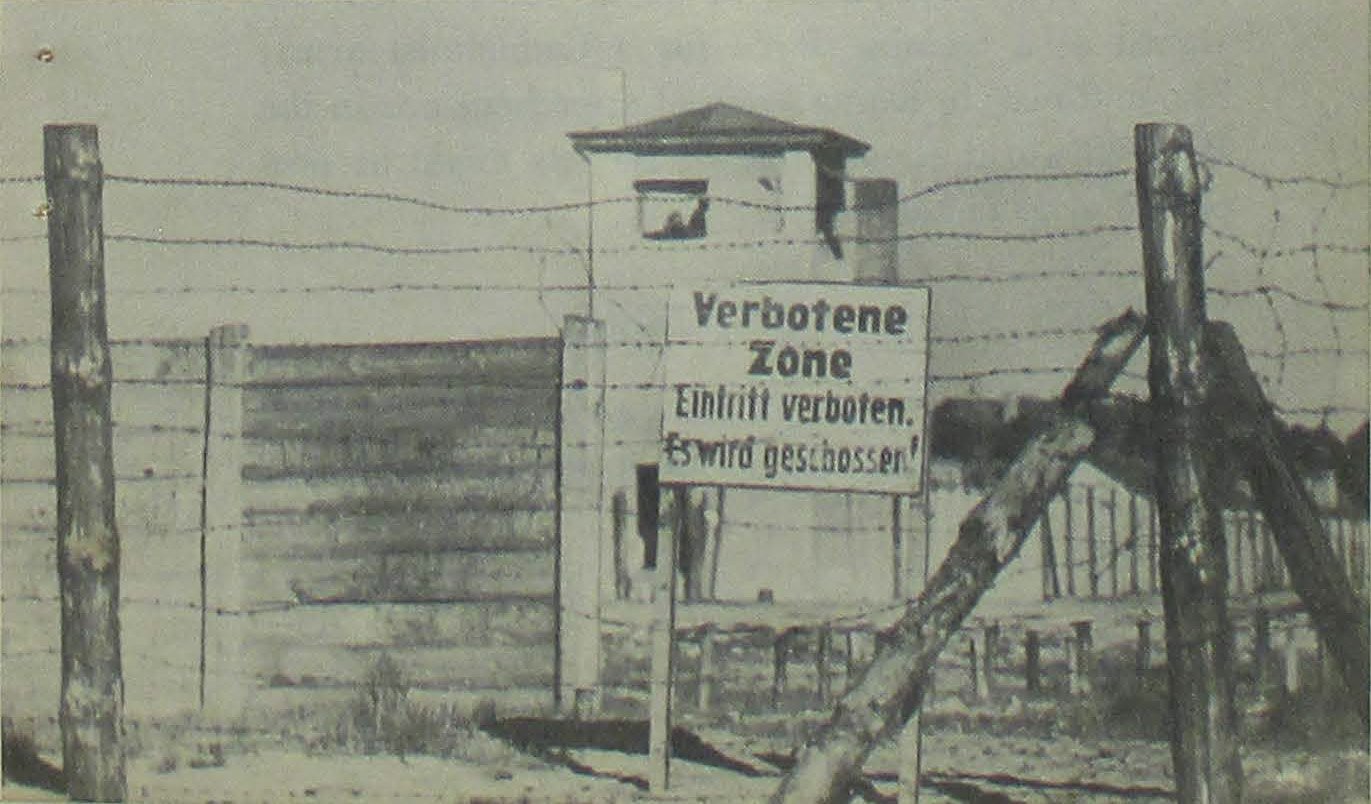 Verbotene
Zone
Eintritt verboten.
Es wird geschossen!